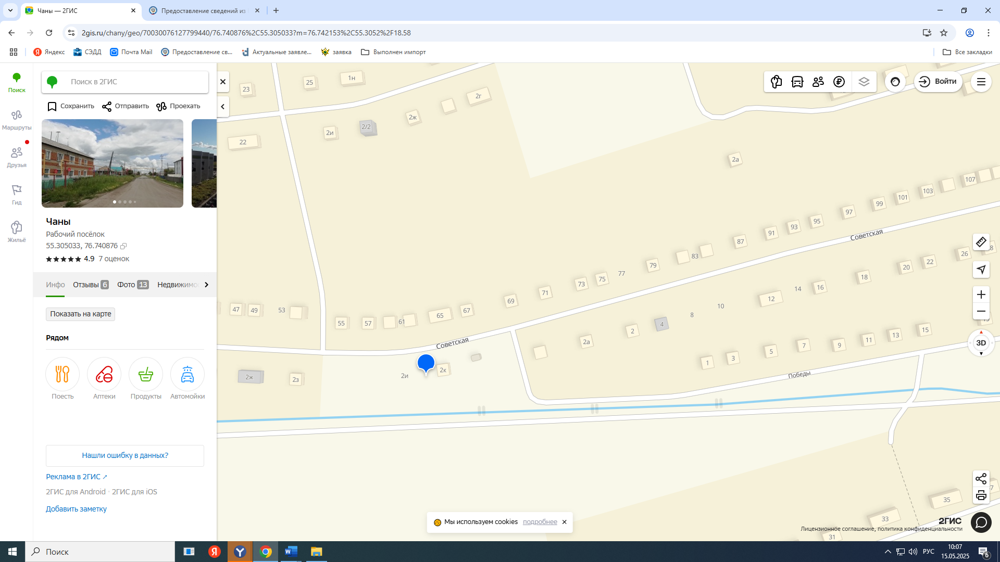 Чаны — 2ГИС
Предоставление сведений из
2gis.ru/chany/geo/70030076127799440/76.740876%2C55.305033?m=76.742153%2C55.3052%2F18.58
Яндекс
СЭДД
Почта Mail
Предоставление св...
Актуальные заявле...
заявка
Выполнен импорт
Все закладки
Поиск
Маршруты
Друзья
Гид
Жильё
Поиск в 2ГИС
Сохранить
Отправить
Проехать
Чаны
Рабочий посёлок
55.305033, 76.740876
4.9 7 оценок
Инфо
Отзывы 6
Фото 13
Недвижимос
Показать на карте
Рядом
Поесть
Аптеки
Продукты
Автомойки
Нашли ошибку в данных?
Реклама в 2ГИС
2ГИС для Android · 2ГИС для iOS
Добавить заметку
Войти
23
25
1н
2г
2ж
2/2
2и
22
2а
107
103
101
99
97
95
93
91
87
83
79
77
75
73
71
69
67
65
61
57
55
53
49
47
Советская
Советская
26
22
20
18
16
14
12
10
8
4
2
2а
15
13
11
9
7
5
3
1
Победы
2к
2и
2з
2ж
35
33
31
3D
Мы используем cookies подробнее
2ГИС
Лицензионное соглашение, политика конфиденциальности
Поиск
РУС
10:07
15.05.2025
6